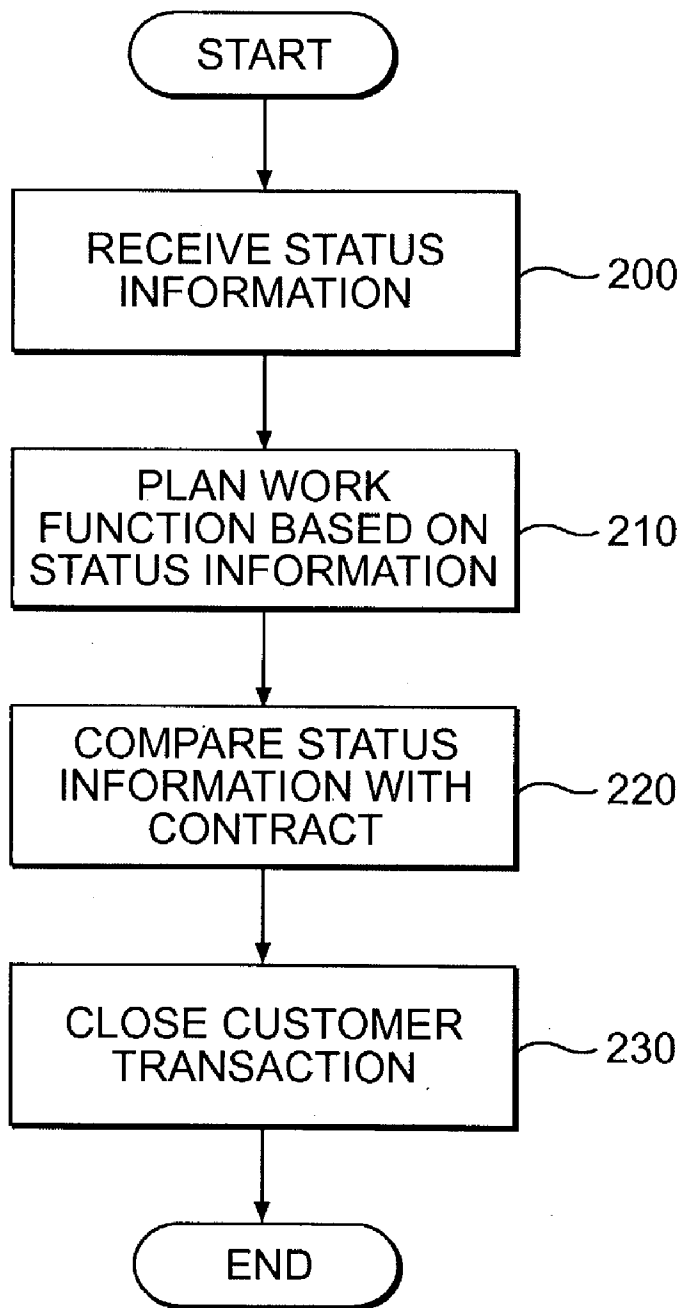 START
RECEIVE STATUS
INFORMATION
200
PLAN WORK
FUNCTION BASED ON
STATUS INFORMATION
210
COMPARE STATUS
INFORMATION WITH
CONTRACT
220
CLOSE CUSTOMER
TRANSACTION
230
END